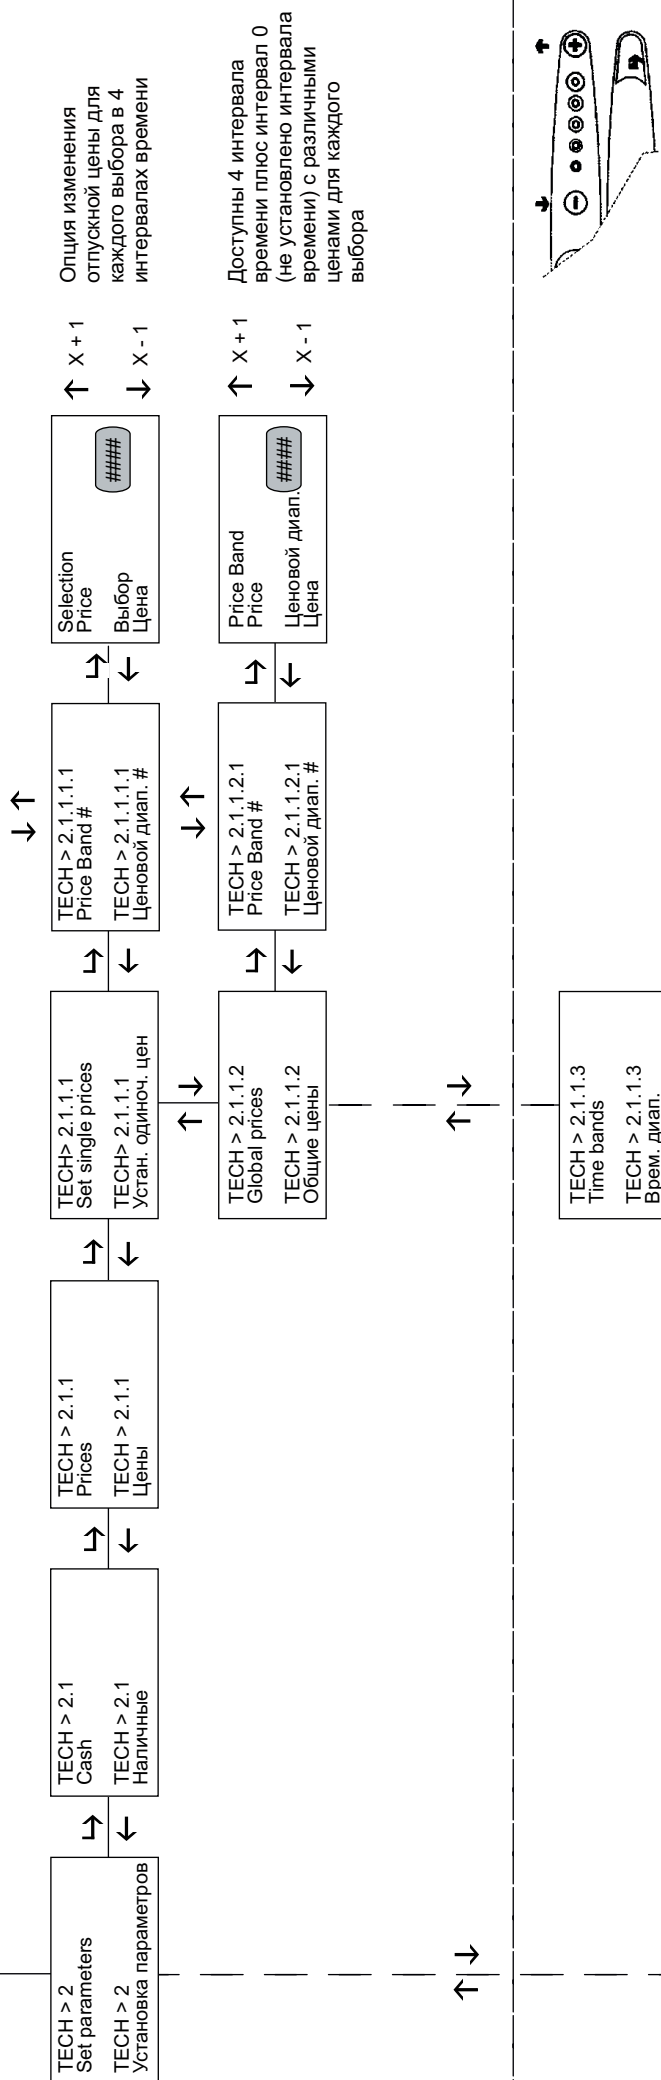 TECH > 2
Set parameters
TECH > 2
Установка параметров
TECH > 2.1
Cash
TECH > 2.1
Наличные
TECH > 2.1.1
Prices
TECH > 2.1.1
Цены
TECH> 2.1.1.1
Set single prices
TECH> 2.1.1.1
Устан. одиноч. цен
TECH > 2.1.1.1.1.1
Price Band #
TECH > 2.1.1.1.1.1
Ценовой диап. #
Selection
Price
Выбор
Цена
####
X + 1
X - 1
Опция изменения
отпускной цены для
каждого выбора в 4
интервалах времени
TECH > 2.1.1.2
Global prices
TECH > 2.1.1.2
Общие цены
TECH > 2.1.1.2.1
Price Band #
TECH > 2.1.1.2.1
Ценовой диап. #
Price Band
Price
Ценовой диап.
Цена
####
X + 1
X - 1
Доступны 4 интервала
времени плюс интервал 0
(не установлено интервала
времени) с различными
ценами для каждого
выбора
TECH > 2.1.1.3
Time bands
TECH > 2.1.1.3
Врем. диап.